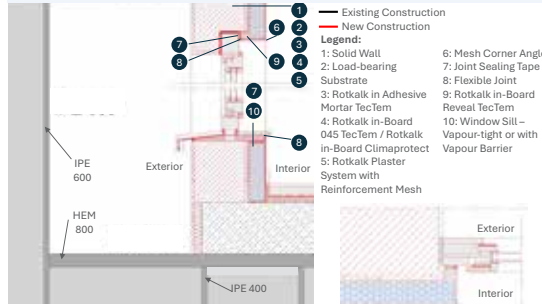 1
6
2
7
3
8
9
4
5
7
10
8
IPE
600
Exterior
Interior
HEM
800
IPE 400
Existing Construction
New Construction
Legend:
1: Solid Wall
2: Load-bearing
Substrate
3: Rotkalk in Adhesive
Mortar TecTem
4: Rotkalk in-Board
045 TecTem / Rotkalk
in-Board Climaprotect
5: Rotkalk Plaster
System with
Reinforcement Mesh
6: Mesh Corner Angle
7: Joint Sealing Tape
8: Flexible Joint
9: Rotkalk in-Board
Reveal TecTem
10: Window Sill –
Vapour-tight or with
Vapour Barrier
Exterior
Interior